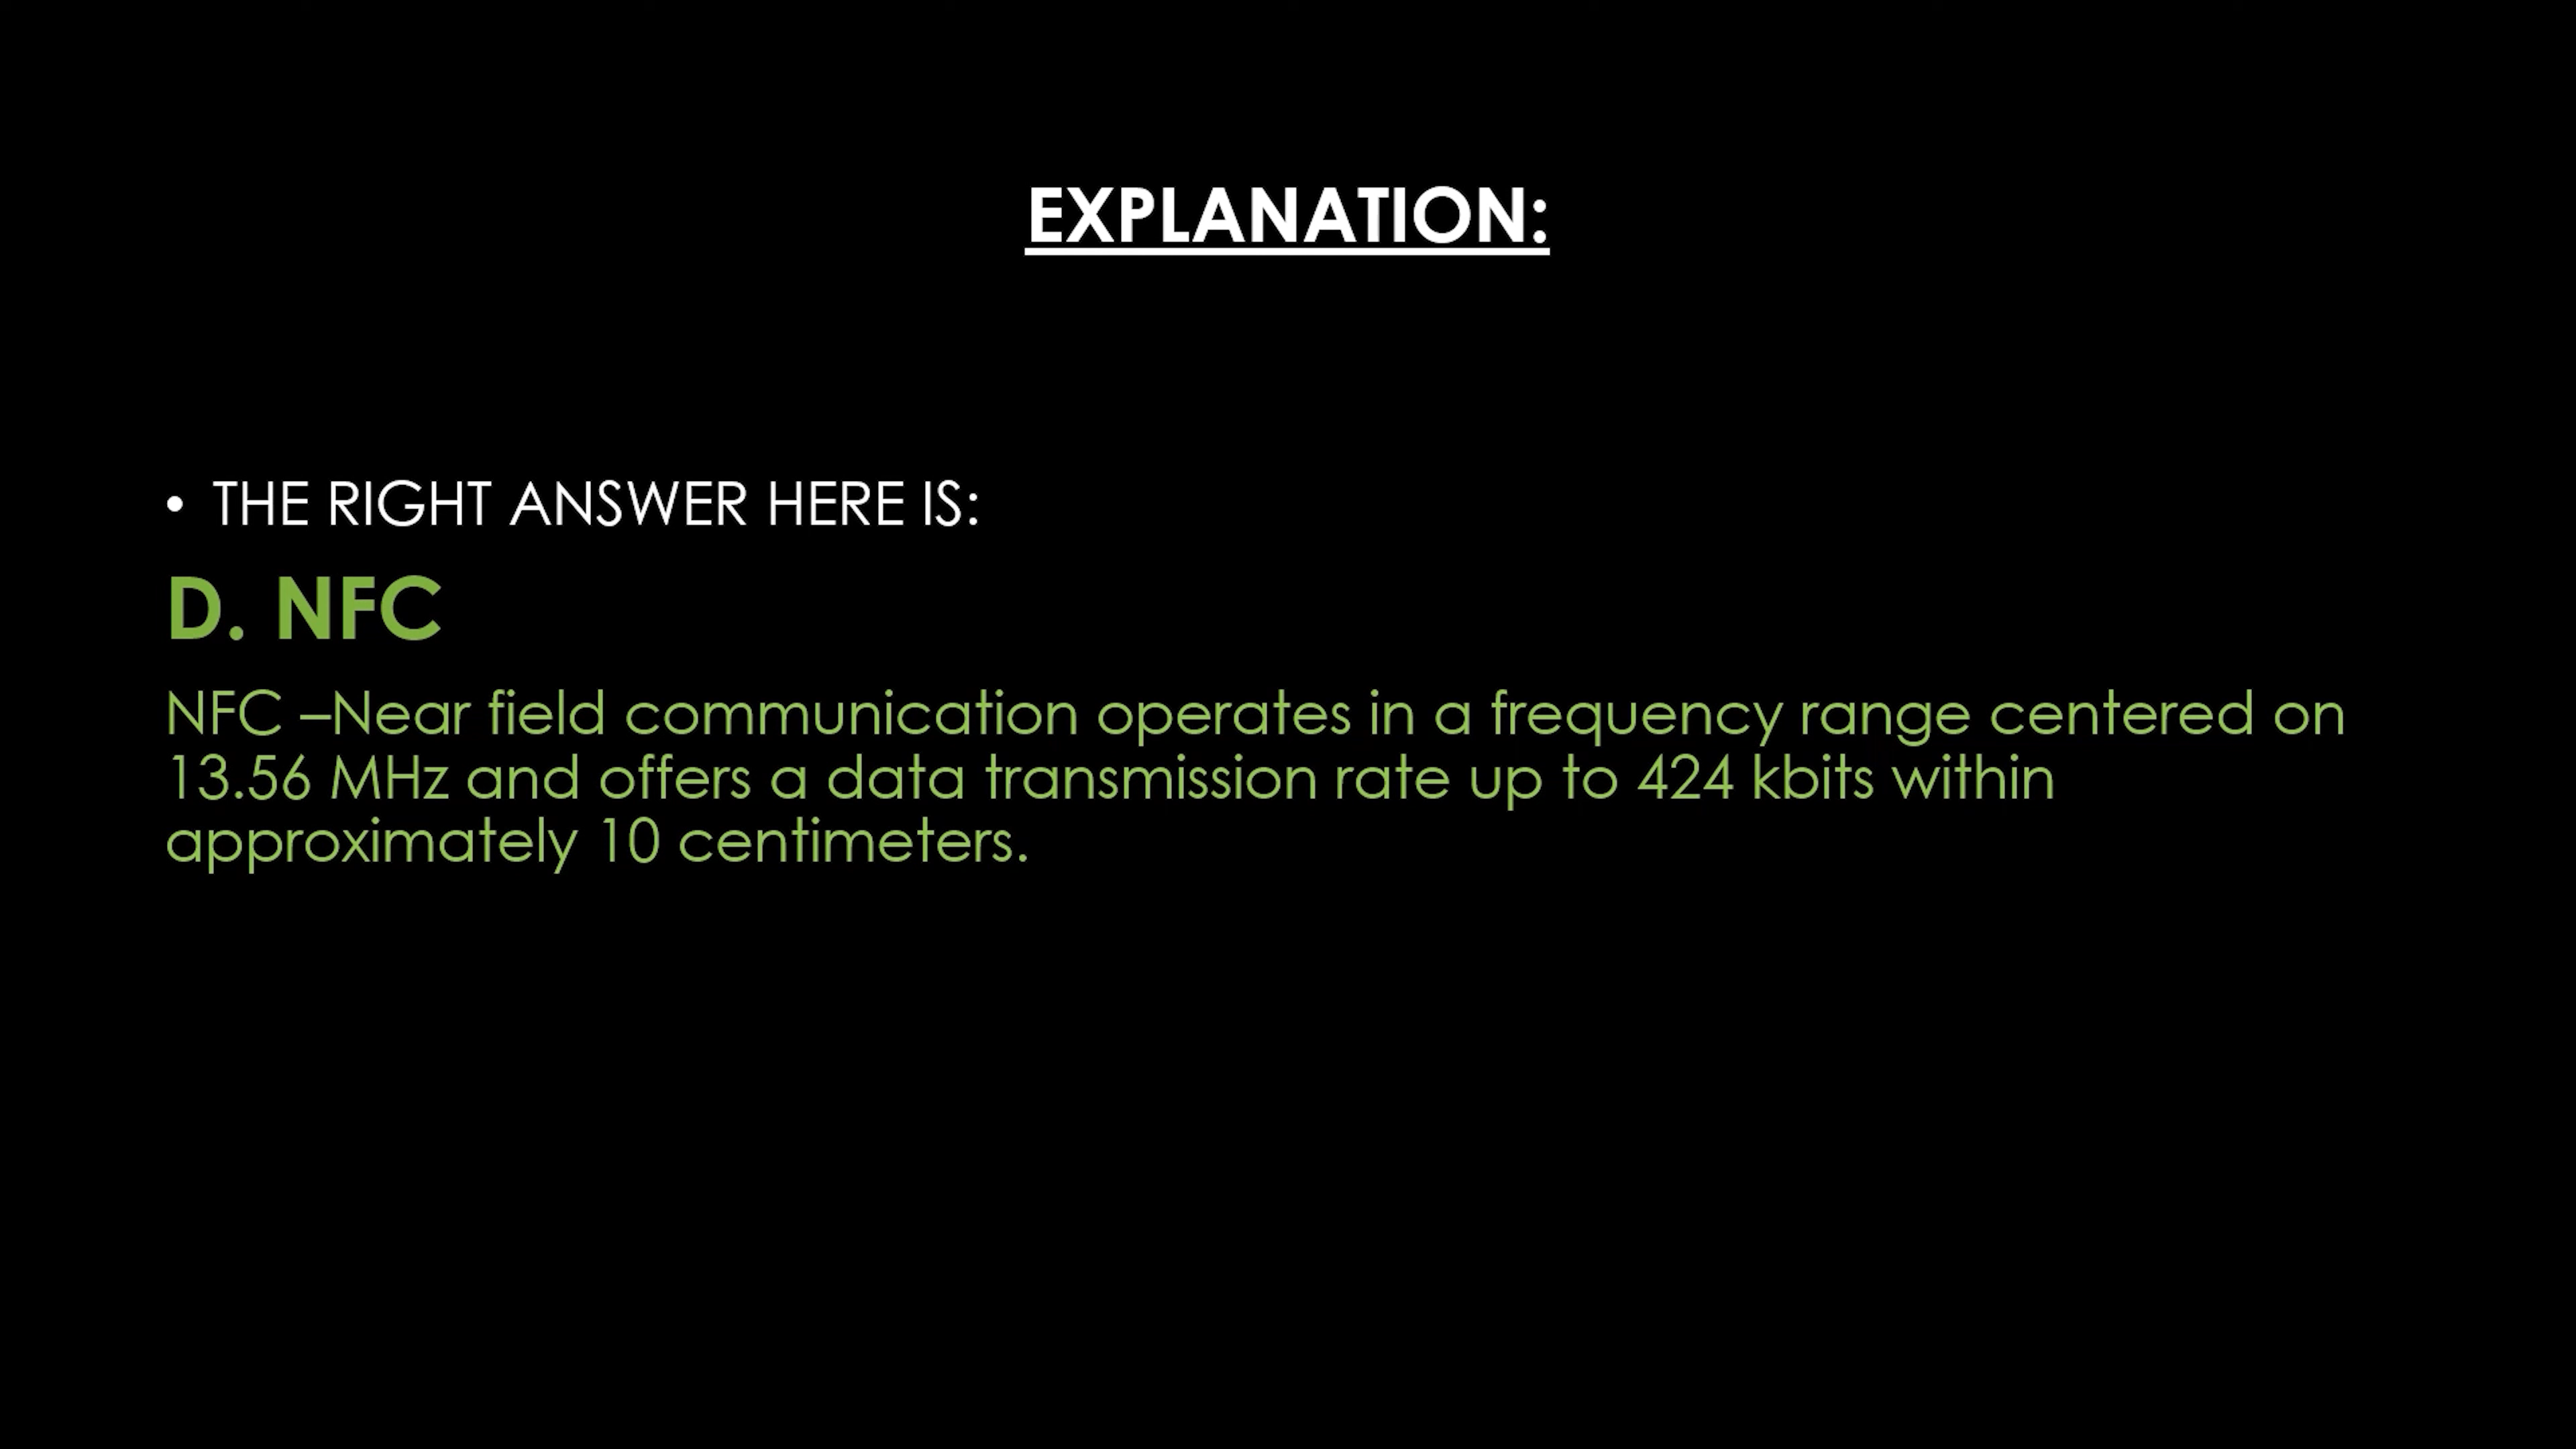 EXPLANATION:
• THE RIGHT ANSWER HERE IS:
D. NFC
NFC –Near field communication operates in a frequency range centered on
13.56 MHz and offers a data transmission rate up to 424 kbits within
approximately 10 centimeters.